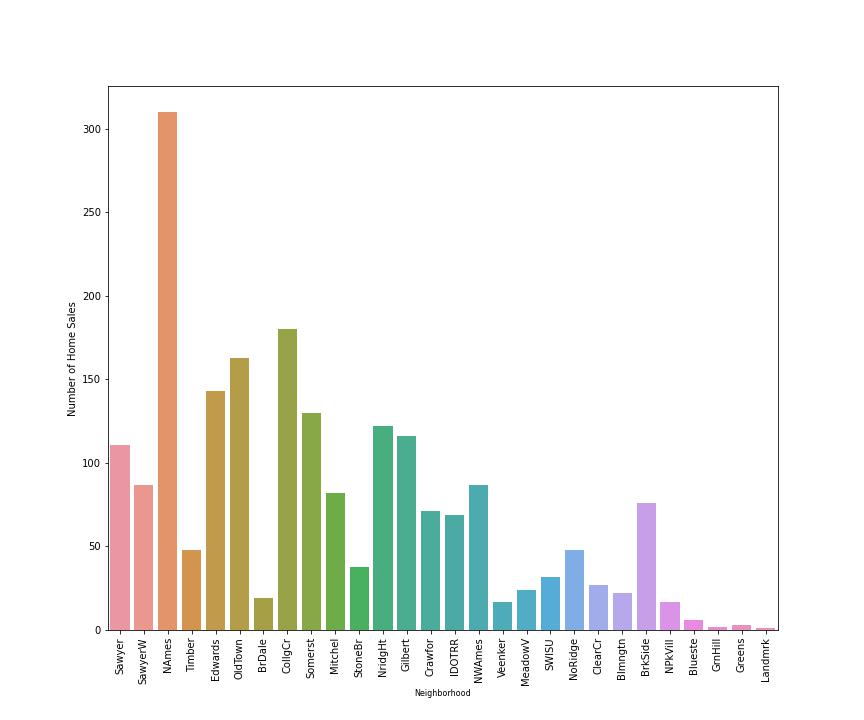 300
250
200
150
100
50
0
Number of Home Sales
Sawyer
SawyerW
NAmes
Timber
Edwards
OldTown
BrDale
CollgCr
Somerst
Mitchel
StoneBr
NridgHt
Gilbert
Crawfor
IDOTRR
NWAmes
Veenker
MeadowV
SWISU
NoRidge
ClearCr
Blmngtn
BrkSide
NPkVill
Blueste
GrnHill
Greens
Landmrk
Neighborhood